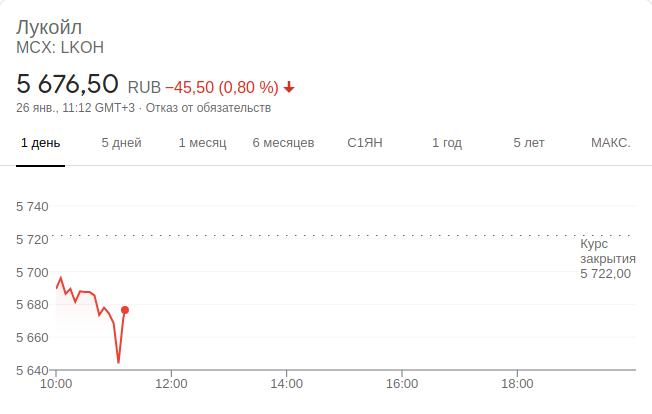 Лукойл
MCX: LKOH
5 676,50 RUB −45,50 (0,80 %)
26 янв., 11:12 GMT+3 · Отказ от обязательств
1 день 5 дней 1 месяц 6 месяцев С1ЯН 1 год 5 лет МАКС.
5 740
5 720
5 700
5 680
5 660
5 640
Курс
закрытия
5 722,00
10:00 12:00 14:00 16:00 18:00